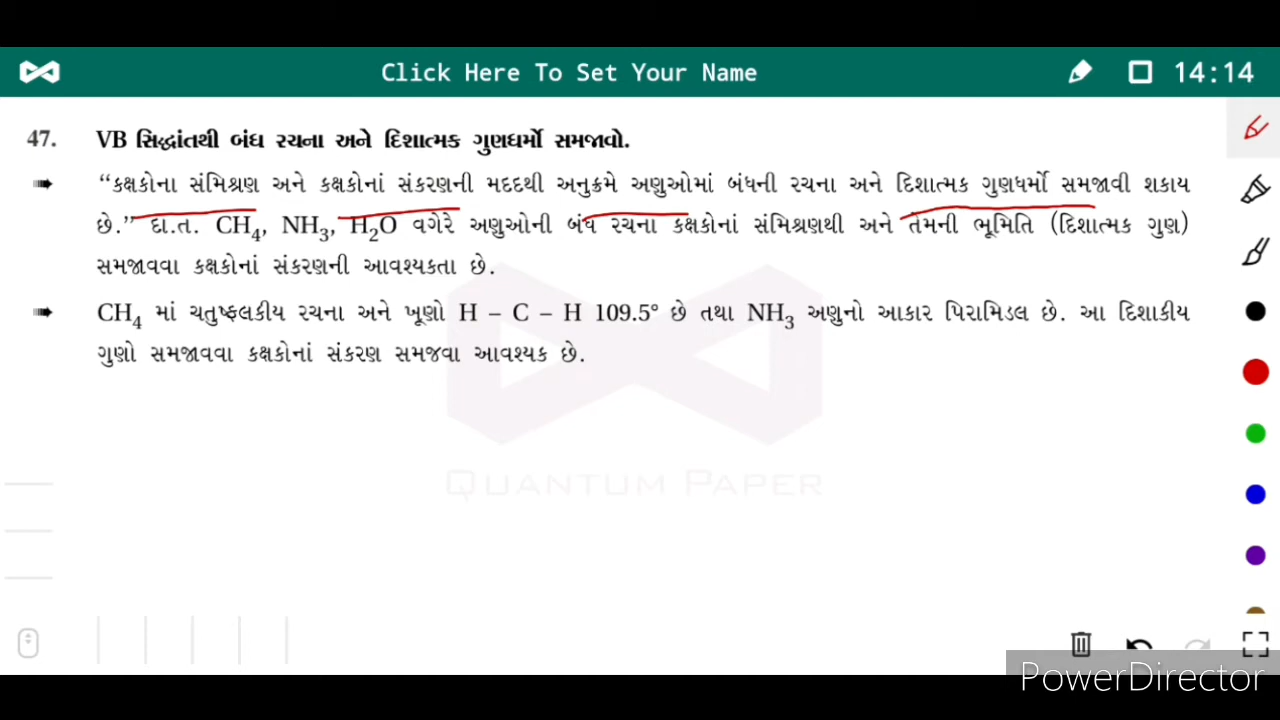 Click Here To Set Your Name
14:14
47. VB સિદ્ધાંતથી બંધ રચના અને દિશાત્મક ગુણધર્મો સમજાવો.
➠ “કક્ષકોના સંમિશ્રણ અને કક્ષકોનાં સંકરણની મદદથી અનુક્રમે અણુઓમાં બંધની રચના અને દિશાત્મક ગુણધર્મો સમજાવી શકાય
છે.” દા.ત. CH₄, NH₃, H₂O વગેરે અણુઓની બંધ રચના કક્ષકોનાં સંમિશ્રણથી અને તેમની ભૂમિતિ (દિશાત્મક ગુણ)
સમજાવવા કક્ષકોનાં સંકરણની આવશ્યકતા છે.
➠ CH₄ માં ચતુષ્ફલકીય રચના અને ખૂણો H – C – H 109.5° છે તથા NH₃ અણુનો આકાર પિરામિડલ છે. આ દિશાકીય
ગુણો સમજાવવા કક્ષકોનાં સંકરણ સમજવા આવશ્યક છે.
QUANTUM PAPER
PowerDirector